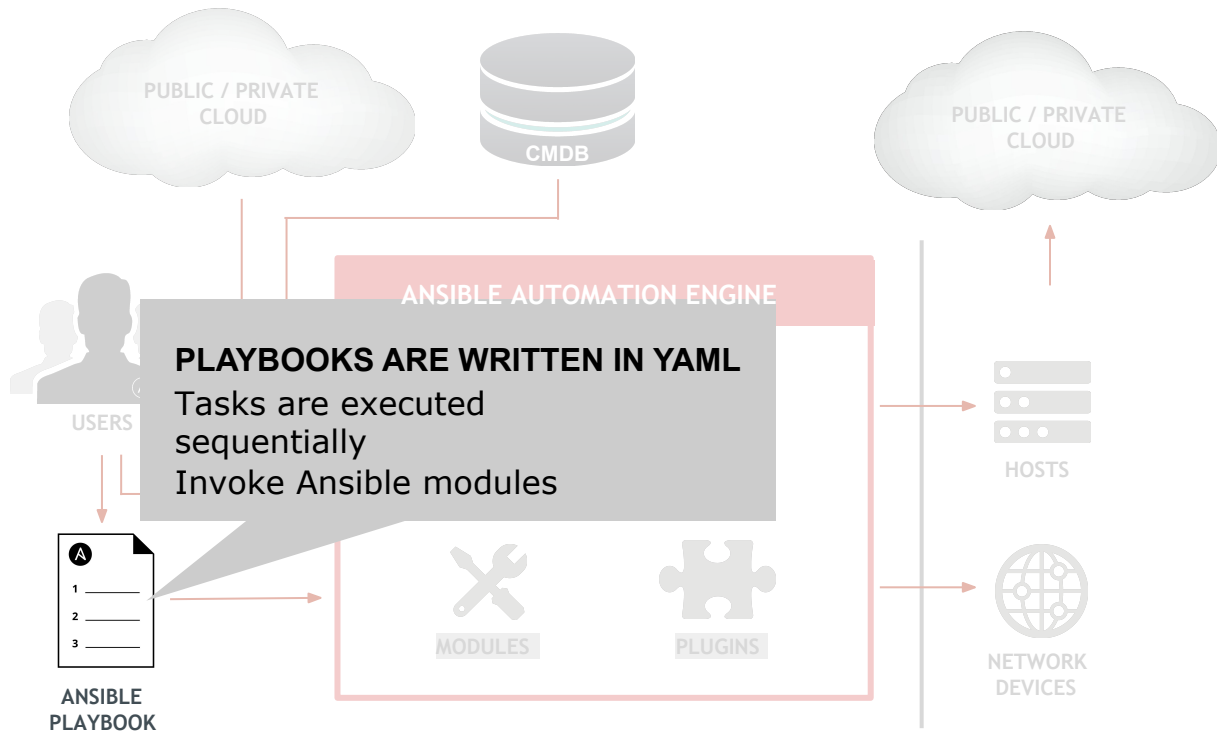 PUBLIC / PRIVATE
CLOUD
CMDB
PUBLIC / PRIVATE
CLOUD
ANSIBLE AUTOMATION ENGINE
PLAYBOOKS ARE WRITTEN IN YAML
Tasks are executed
sequentially
Invoke Ansible modules
USERS
HOSTS
A
1
2
3
MODULES
PLUGINS
NETWORK
DEVICES
ANSIBLE
PLAYBOOK